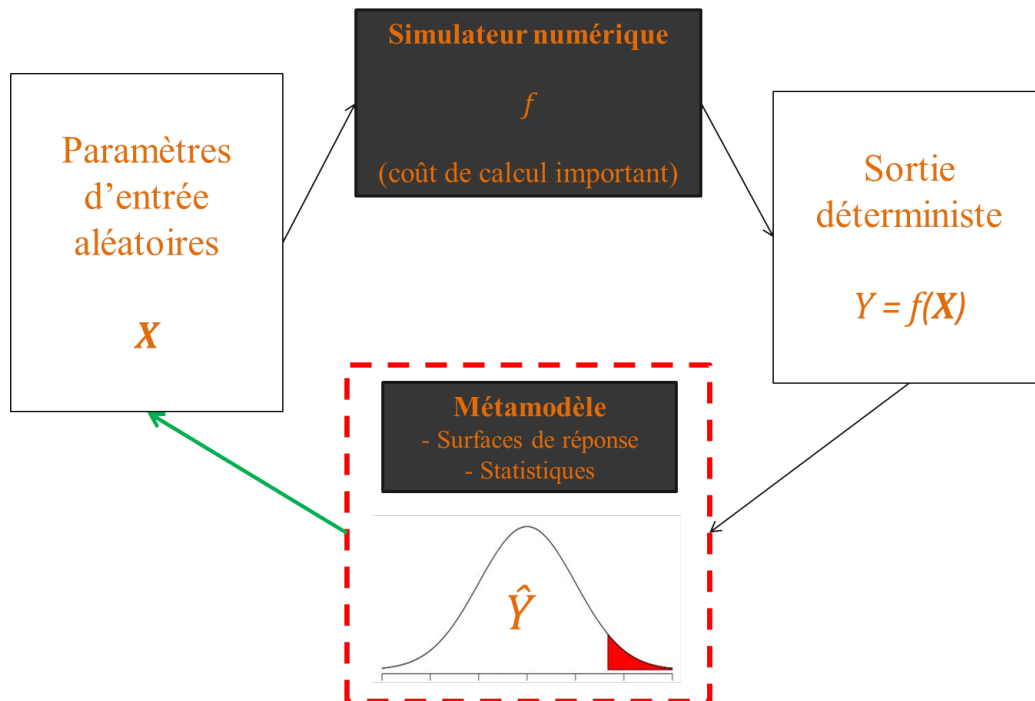 Simulateur numérique
f
(coût de calcul important)
Paramètres
d’entrée
aléatoires
X
Sortie
déterministe
Y = f(X)
Métamodèle
- Surfaces de réponse
- Statistiques
Ŷ